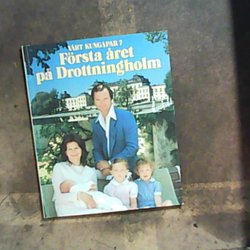 VÅRT KUNGAPAR 7
Första året
på Drottningholm